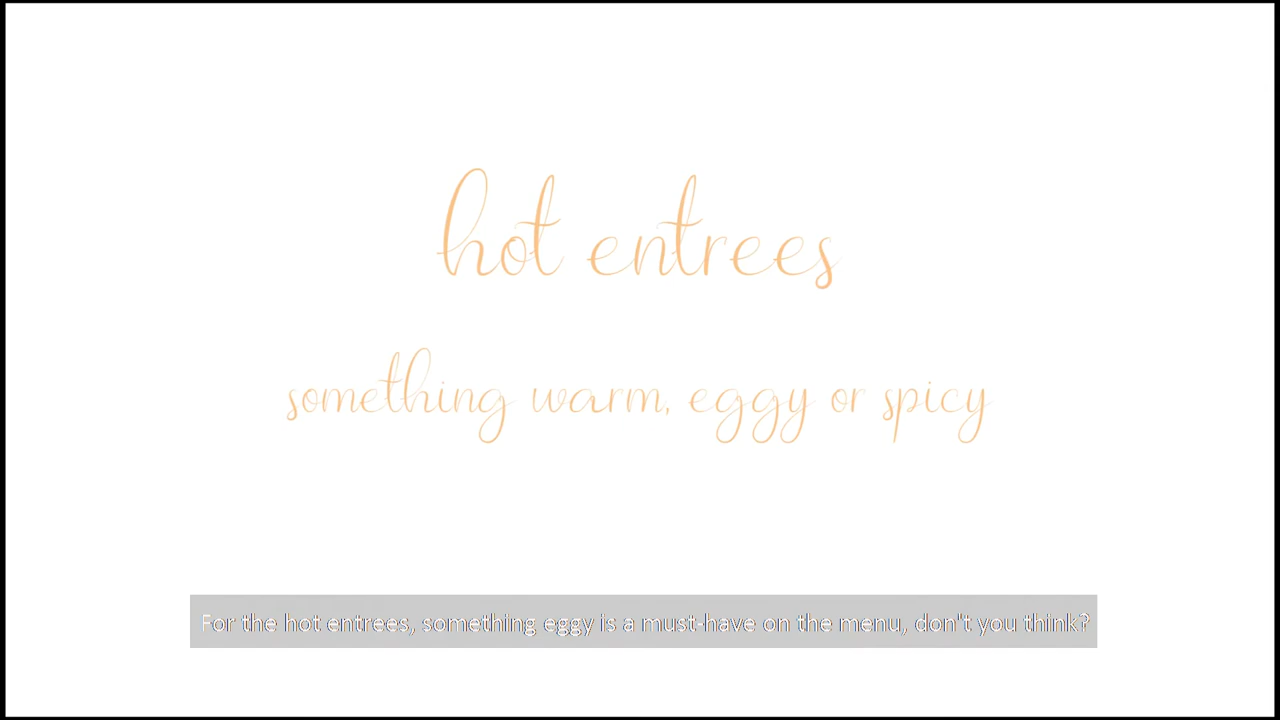 hot entrees
something warm, eggy or spicy
For the hot entrees, something eggy is a must-have on the menu, don't you think?